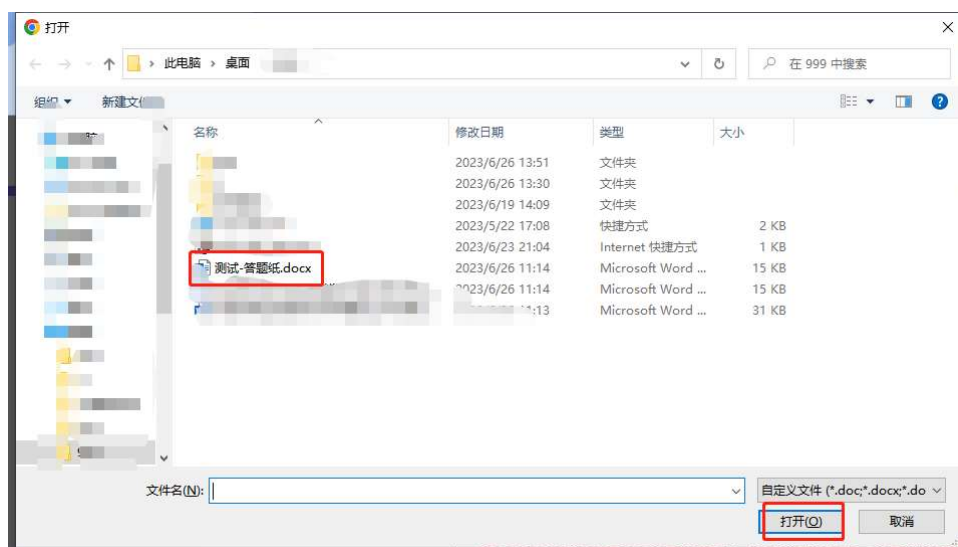 打开
此电脑 › 桌面
在 999 中搜索
组织 新建文
名称 修改日期 类型 大小
2023/6/26 13:51 文件夹
2023/6/26 13:30 文件夹
2023/6/19 14:09 文件夹
2023/5/22 17:08 快捷方式 2 KB
2023/6/23 21:04 Internet 快捷方式 1 KB
测试-答题纸.docx 2023/6/26 11:14 Microsoft Word ... 15 KB
2023/6/26 11:14 Microsoft Word ... 15 KB
:13 Microsoft Word ... 31 KB
文件名(N): 自定义文件 (*.doc;*.docx;*.do
打开(O) 取消